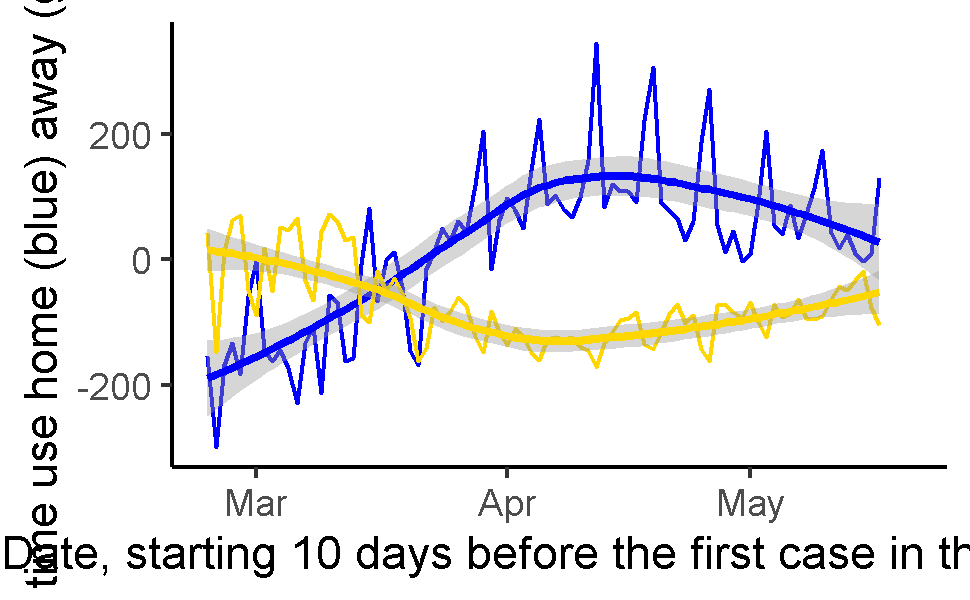 time use home (blue) away (
200
0
-200
Mar Apr May
Date, starting 10 days before the first case in th